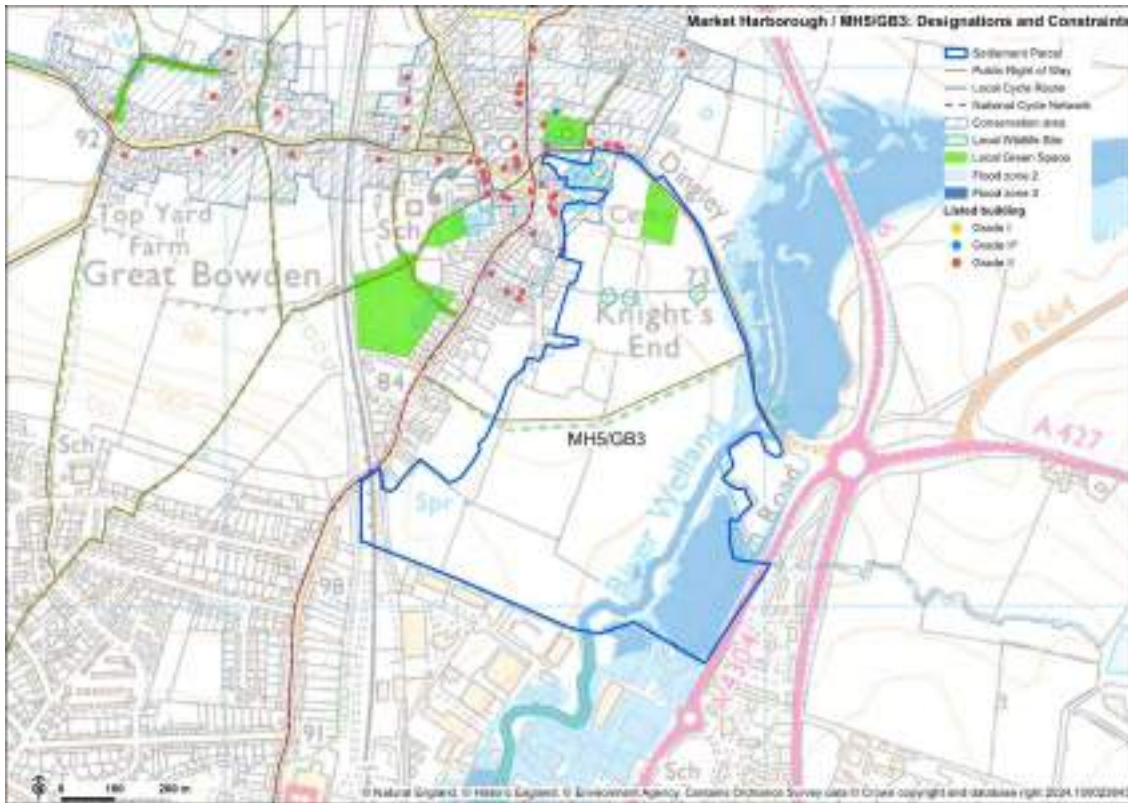 Market Harborough / MH5/GB3: Designations and Constraints
Settlement Parcel
Public Right of Way
Local Cycle Route
National Cycle Network
Conservation area
Local Wildlife Site
Local Green Space
Flood zone 2
Flood zone 3
Listed building
Grade I
Grade II*
Grade II
92
Top Yard
Farm
Great Bowden
Sch
Dingley
Ceme
73
Knight's
End
84
MH5/GB3
B 664
A 427
Sch
Spr
River Welland
Road
98
A4304
91
Sch
0 100 200 m
© Natural England, © Historic England, © Environment Agency. Contains Ordnance Survey data © Crown copyright and database right 2024.